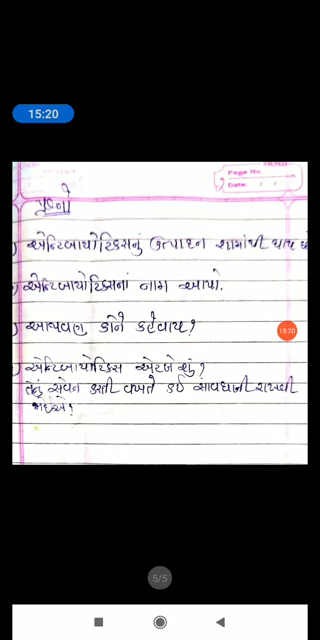 15:20
Page No.
Date / /
પ્રશ્નો
) એન્ટિબાયોટિક્સનું ઉત્પાદન શામાંથી થાય છે
) એન્ટિબાયોટિક્સનાં નામ આપો.
) આથવણ કોને કહેવાય?
15:20
) એન્ટિબાયોટિક્સ એટલે શું?
તેનું સેવન કરતી વખતે કઈ સાવધાની રાખવી
જોઈએ?
5/5